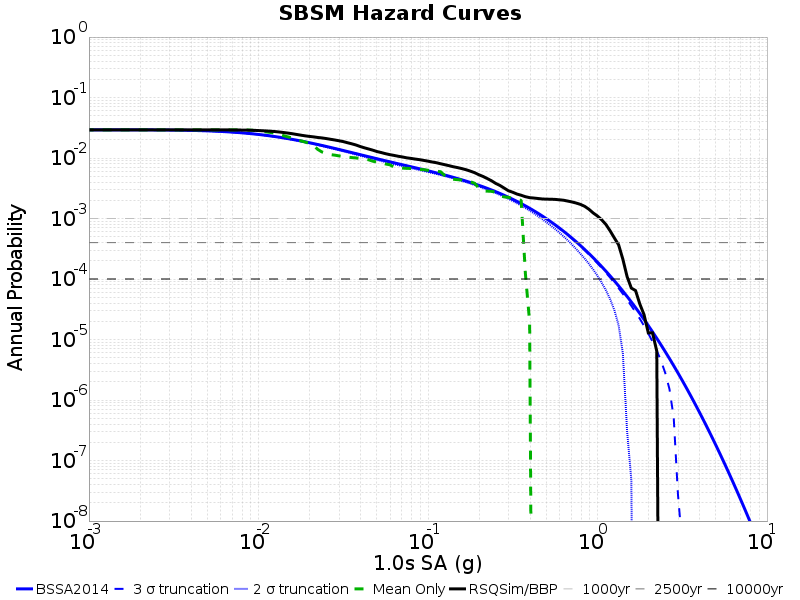 SBSM Hazard Curves
10^0
10^-1
10^-2
10^-3
10^-4
10^-5
10^-6
10^-7
10^-8
Annual Probability
10^-3 10^-2 10^-1 10^0 10^1
1.0s SA (g)
BSSA2014 3 σ truncation 2 σ truncation Mean Only RSQSim/BBP 1000yr 2500yr 10000yr